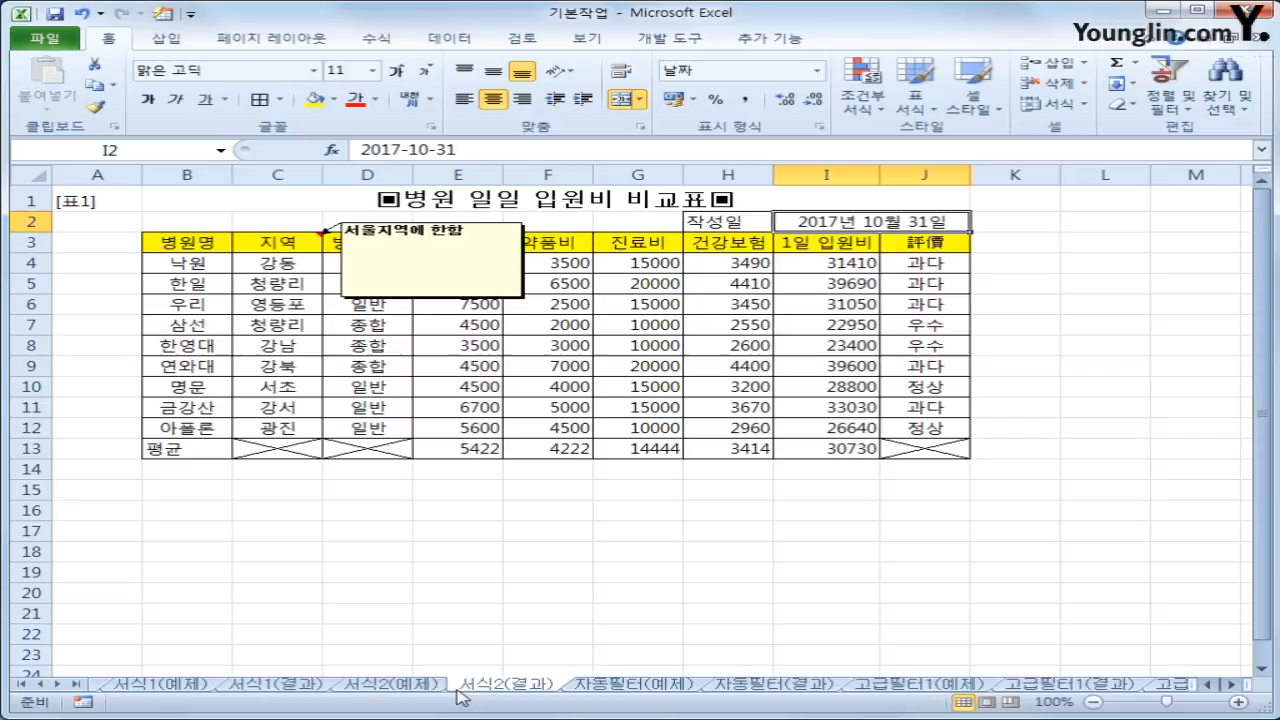 기본작업 - Microsoft Excel
YoungJin.com Y.
파일 홈 삽입 페이지 레이아웃 수식 데이터 검토 보기 개발 도구 추가 기능
맑은 고딕 11 가 가 날짜 삽입 Σ
붙여넣기 삭제 조건부 서식 표 서식 셀 스타일 정렬 및 필터 찾기 및 선택
가 가 가 가 내천 % , 서식
클립보드 글꼴 맞춤 표시 형식 스타일 셀 편집
I2 fx 2017-10-31
A B C D E F G H I J K L M
1 [표1] ▣병원 일일 입원비 비교표▣
2 작성일 2017년 10월 31일
서울지역에 한함
3 병원명 지역 약품비 진료비 건강보험 1일 입원비 評價
4 낙원 강동 3500 15000 3490 31410 과다
5 한일 청량리 6500 20000 4410 39690 과다
6 우리 영등포 일반 7500 2500 15000 3450 31050 과다
7 삼선 청량리 종합 4500 2000 10000 2550 22950 우수
8 한영대 강남 종합 3500 3000 10000 2600 23400 우수
9 연와대 강북 종합 4500 7000 20000 4400 39600 과다
10 명문 서초 일반 4500 4000 15000 3200 28800 정상
11 금강산 강서 일반 6700 5000 15000 3670 33030 과다
12 아폴론 광진 일반 5600 4500 10000 2960 26640 정상
13 평균 5422 4222 14444 3414 30730
14
15
16
17
18
19
20
21
22
23
24
서식1(예제) 서식1(결과) 서식2(예제) 서식2(결과) 자동필터(예제) 자동필터(결과) 고급필터1(예제) 고급필터1(결과) 고급
준비 100%